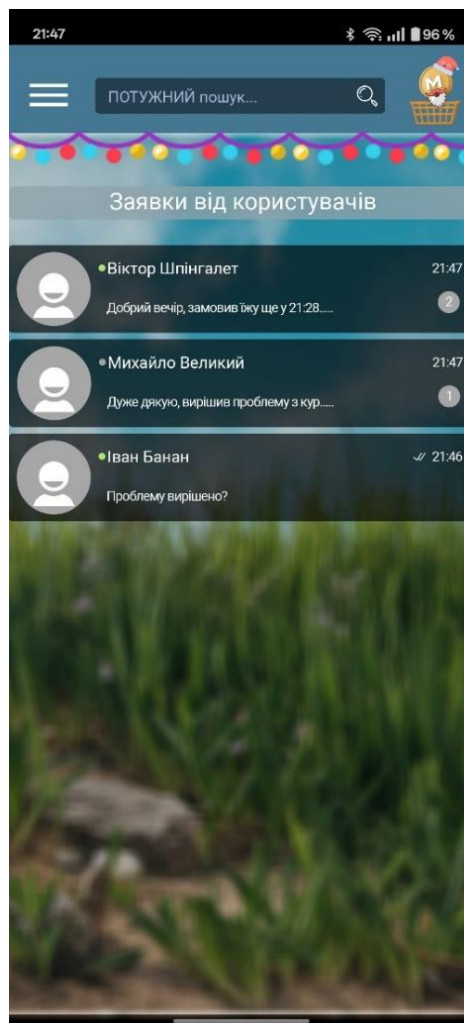 21:47
96%
ПОТУЖНИЙ пошук...
M
Заявки від користувачів
Віктор Шпінгалет
21:47
Добрий вечір, замовив їжу ще у 21:28.....
2
Михайло Великий
21:47
Дуже дякую, вирішив проблему з кур.....
1
Іван Банан
21:46
Проблему вирішено?